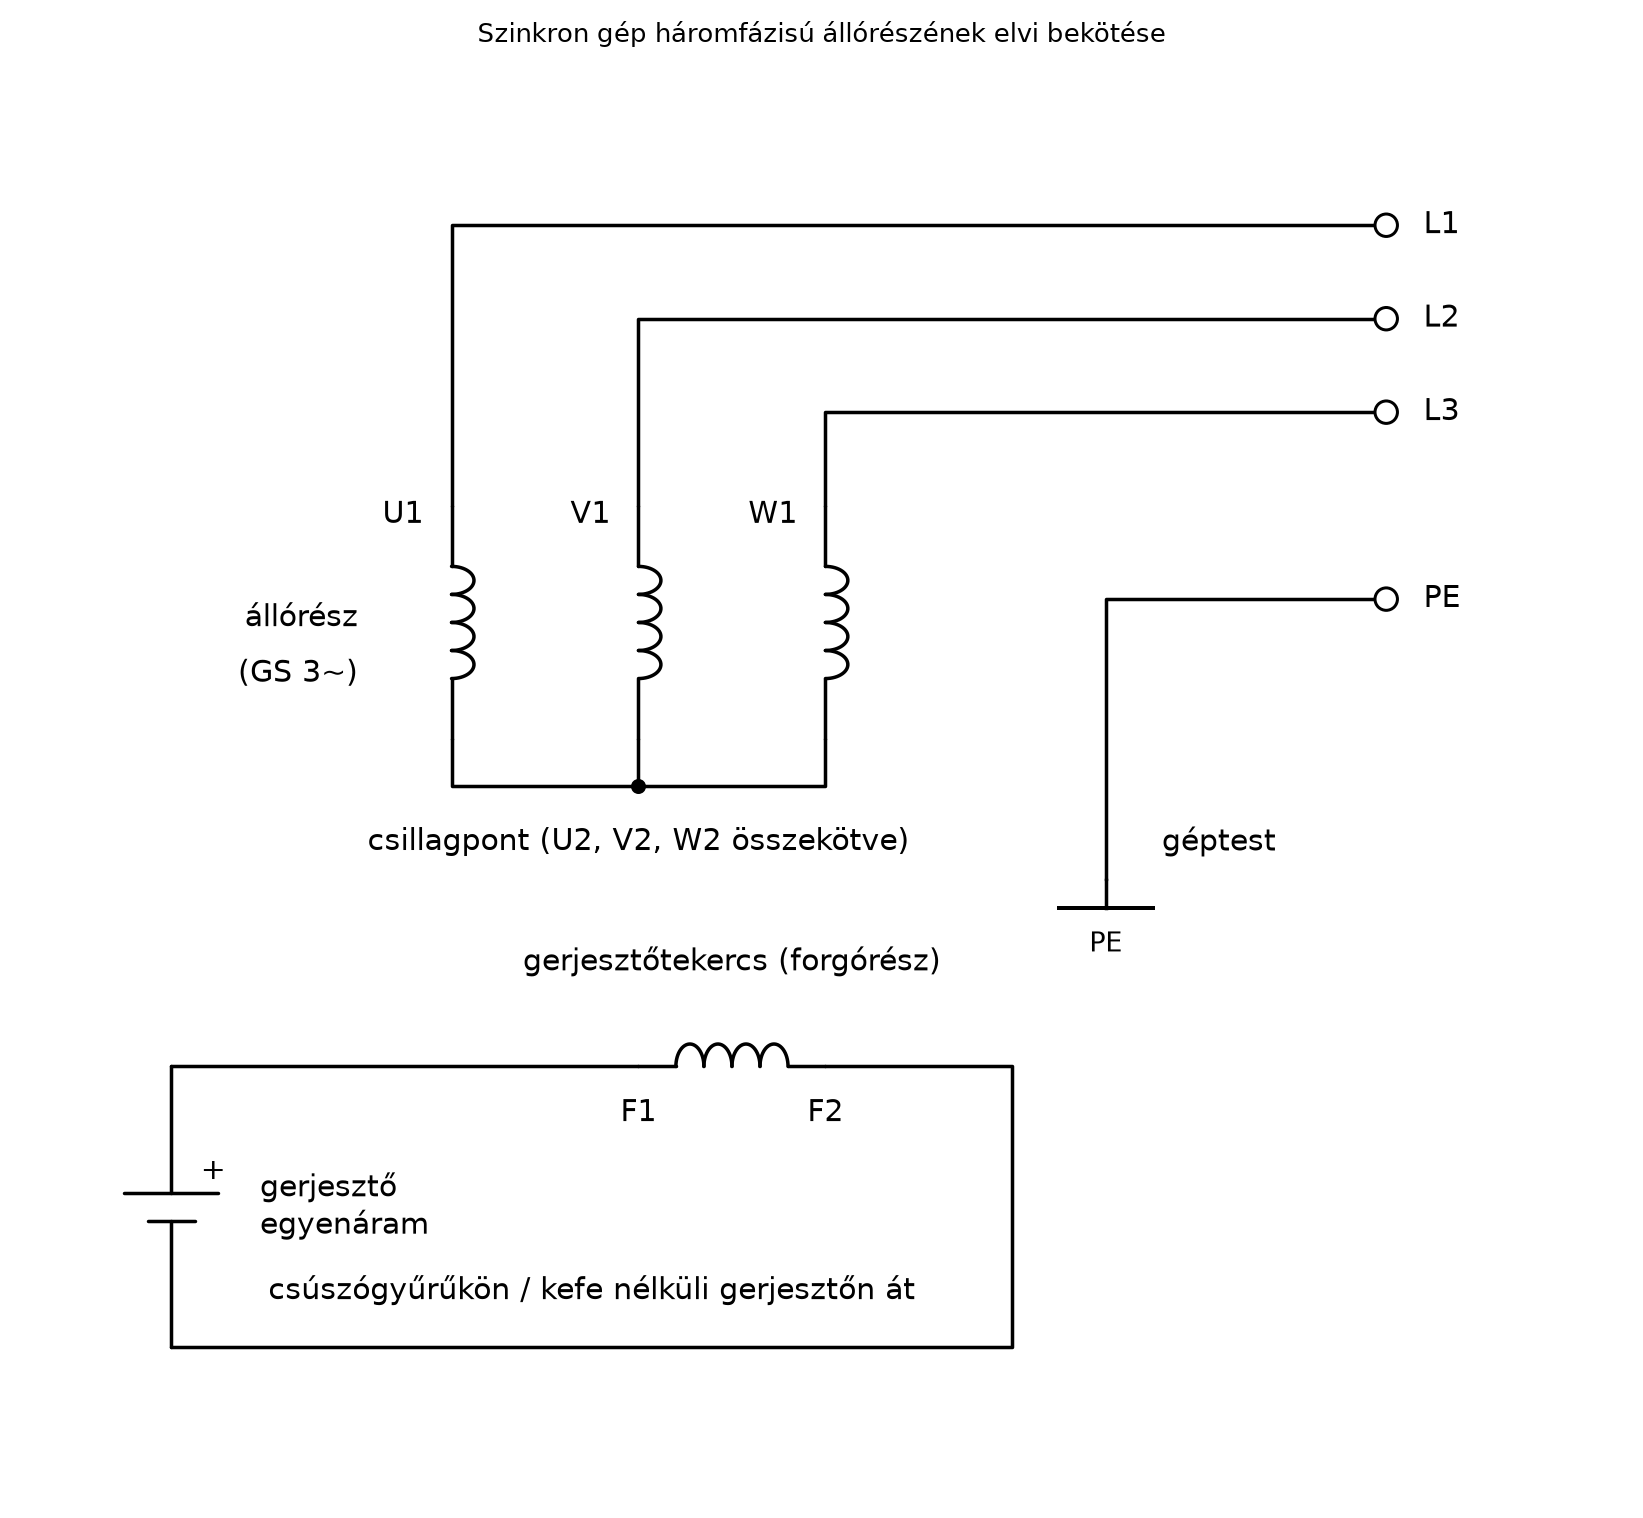 Szinkron gép háromfázisú állórészének elvi bekötése
L1
L2
L3
U1
V1
W1
PE
állórész
(GS 3~)
csillagpont (U2, V2, W2 összekötve)
géptest
PE
gerjesztőtekercs (forgórész)
F1
F2
+
gerjesztő
egyenáram
csúszógyűrűkön / kefe nélküli gerjesztőn át